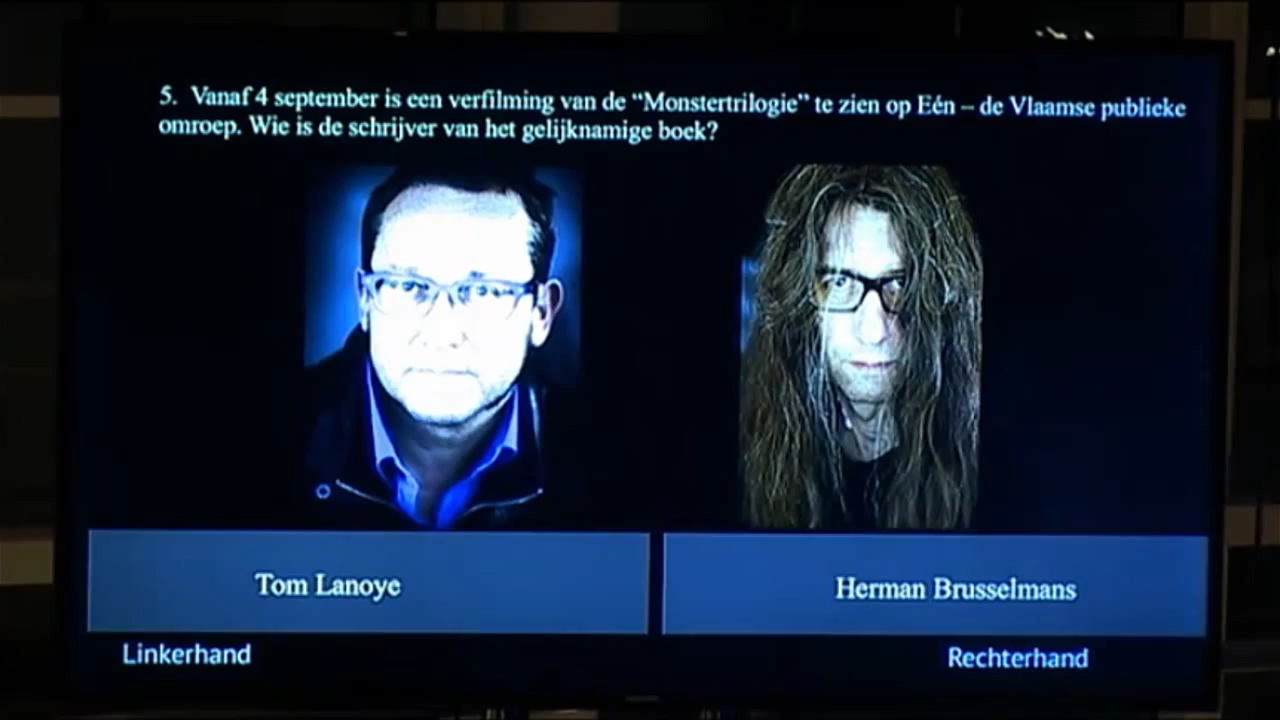 5. Vanaf 4 september is een verfilming van de “Monstertrilogie” te zien op Eén – de Vlaamse publieke
omroep. Wie is de schrijver van het gelijknamige boek?
Tom Lanoye
Herman Brusselmans
Linkerhand
Rechterhand